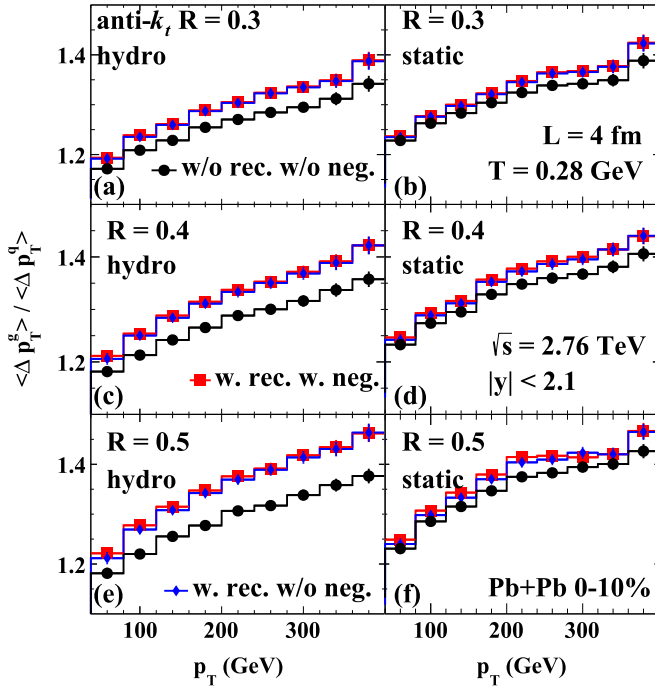 anti-k_t R = 0.3
hydro
1.4
1.2
(a)
w/o rec. w/o neg.
R = 0.3
static
L = 4 fm
T = 0.28 GeV
(b)
<Δ p_T^g> / <Δ p_T^q>
R = 0.4
hydro
1.4
1.2
(c)
w. rec. w. neg.
R = 0.4
static
√s = 2.76 TeV
|y| < 2.1
(d)
R = 0.5
hydro
1.4
1.2
(e)
w. rec. w/o neg.
R = 0.5
static
(f)
Pb+Pb 0-10%
100 200 300
100 200 300
p_T (GeV)
p_T (GeV)